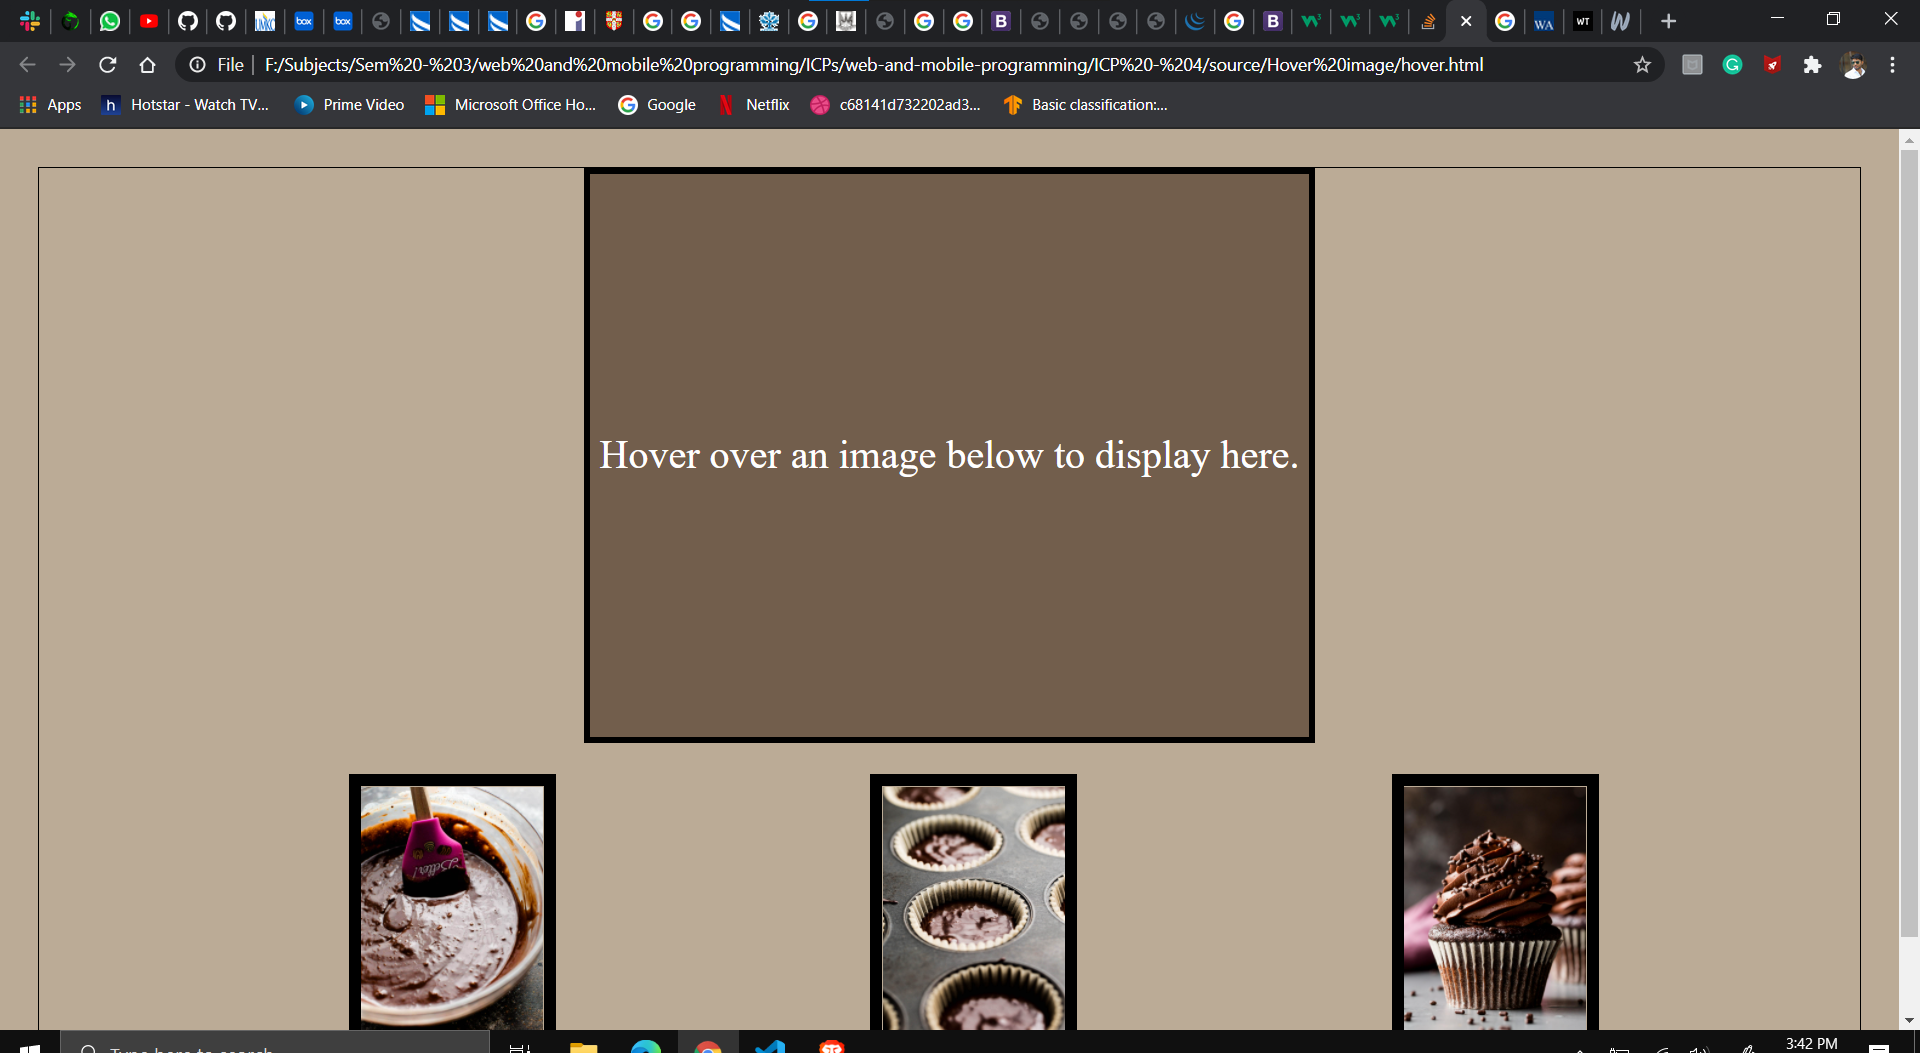 File F:/Subjects/Sem%20-%203/web%20and%20mobile%20programming/ICPs/web-and-mobile-programming/ICP%20-%204/source/Hover%20image/hover.html
Apps Hotstar - Watch TV... Prime Video Microsoft Office Ho... Google Netflix c68141d732202ad3... Basic classification:...
Hover over an image below to display here.
Type here to search
3:42 PM